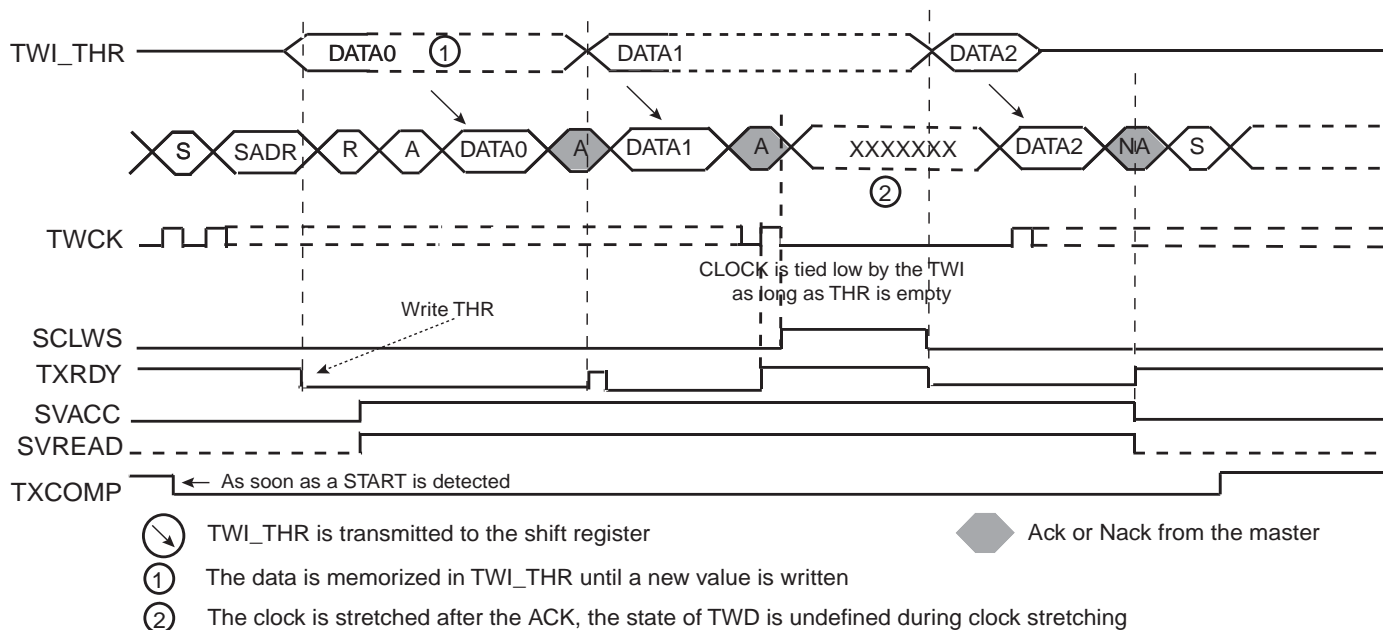 TWI_THR DATA0 1 DATA1 DATA2
S SADR R A DATA0 A DATA1 A XXXXXXX DATA2 NA S
2
TWCK
CLOCK is tied low by the TWI
as long as THR is empty
Write THR
SCLWS
TXRDY
SVACC
SVREAD
TXCOMP As soon as a START is detected
TWI_THR is transmitted to the shift register Ack or Nack from the master
1 The data is memorized in TWI_THR until a new value is written
2 The clock is stretched after the ACK, the state of TWD is undefined during clock stretching